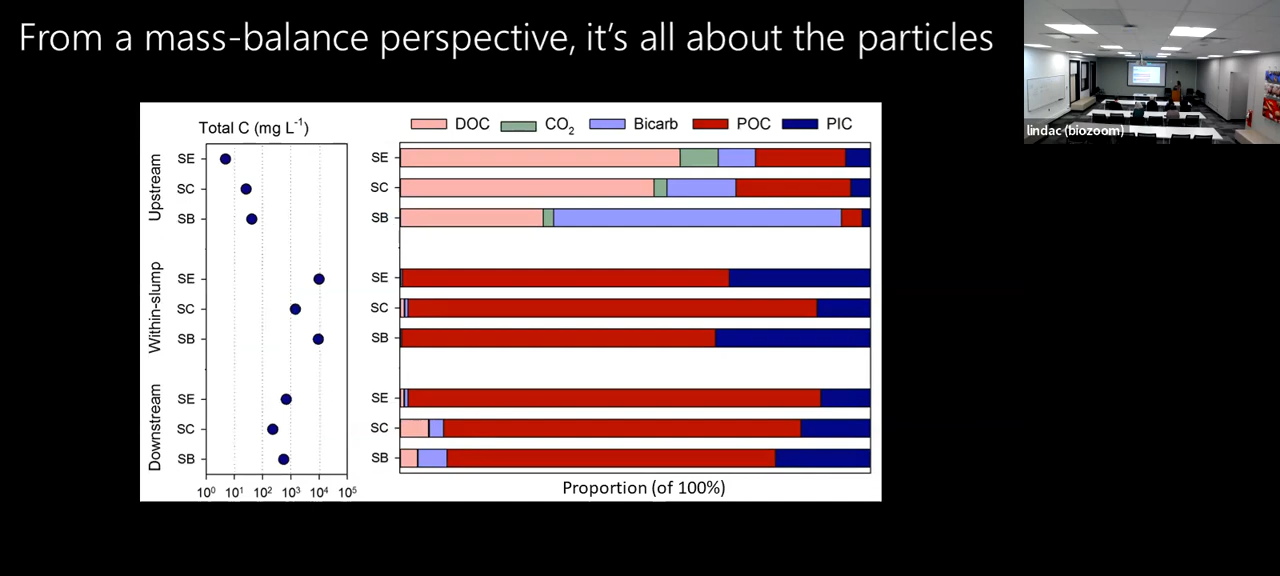 From a mass-balance perspective, it's all about the particles
lindac (biozoom)
Total C (mg L⁻¹)
DOC CO₂ Bicarb POC PIC
Upstream
SE
SC
SB
Within-slump
SE
SC
SB
Downstream
SE
SC
SB
10⁰ 10¹ 10² 10³ 10⁴ 10⁵
SE
SC
SB
SE
SC
SB
SE
SC
SB
Proportion (of 100%)